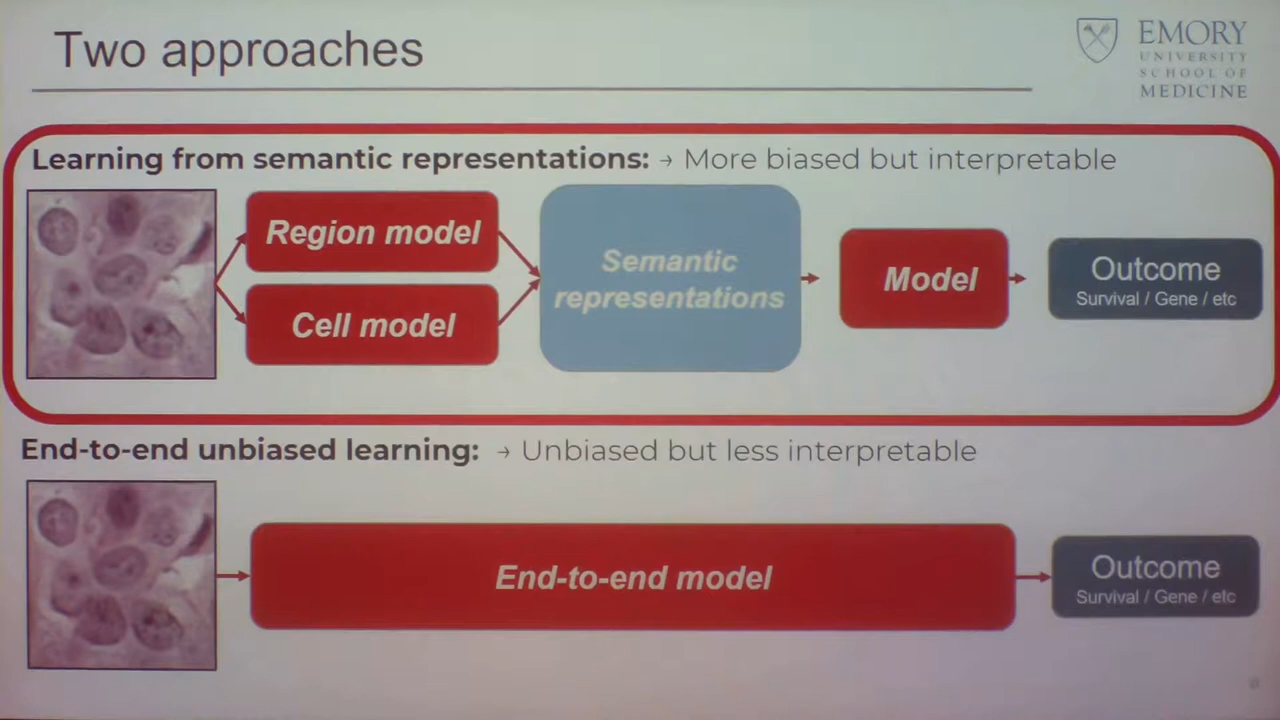 Two approaches
EMORY
UNIVERSITY
SCHOOL OF
MEDICINE
Learning from semantic representations: → More biased but interpretable
Region model
Cell model
Semantic
representations
Model
Outcome
Survival / Gene / etc
End-to-end unbiased learning: → Unbiased but less interpretable
End-to-end model
Outcome
Survival / Gene / etc